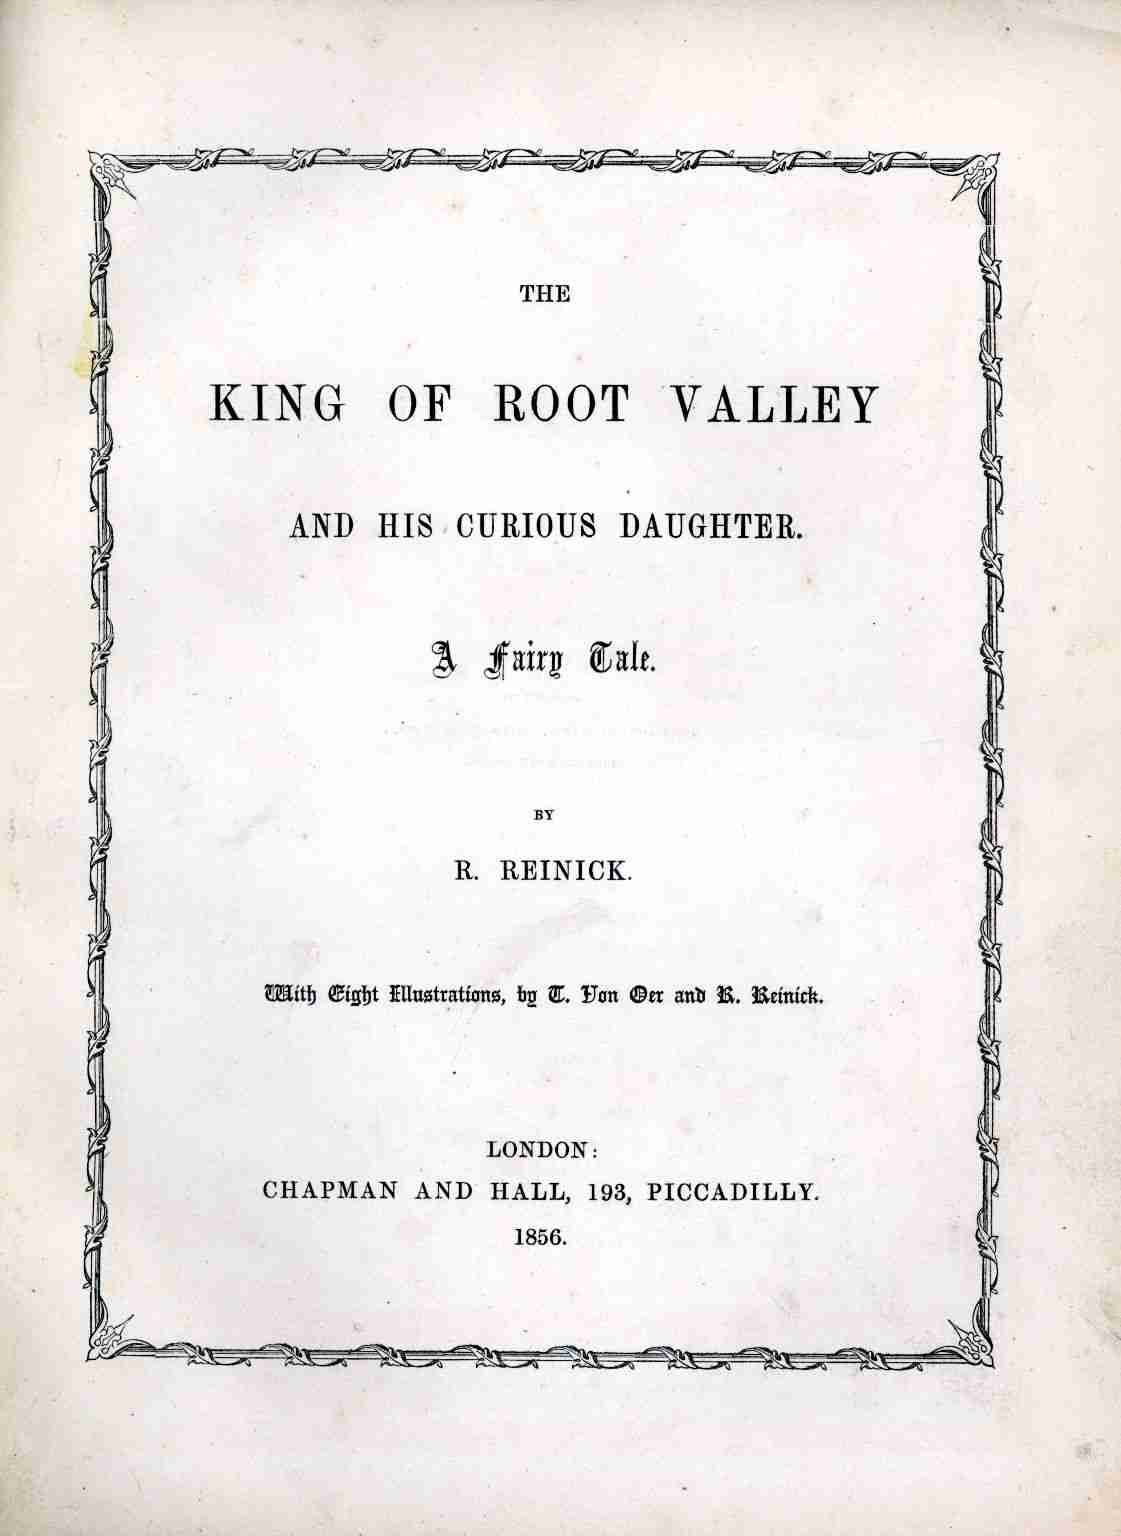 THE
KING OF ROOT VALLEY
AND HIS CURIOUS DAUGHTER.
A Fairy Tale.
BY
R. REINICK.
With Eight Illustrations, by T. Von Oer and R. Reinick.
LONDON:
CHAPMAN AND HALL, 193, PICCADILLY.
1856.